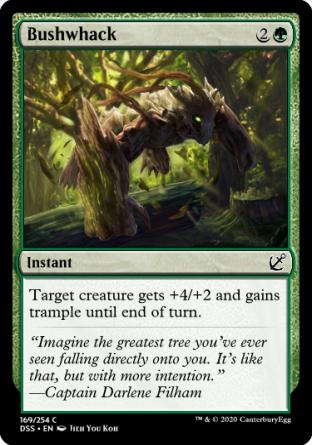 Bushwhack 2
Instant
Target creature gets +4/+2 and gains
trample until end of turn.
“Imagine the greatest tree you’ve ever
seen falling directly onto you. It’s like
that, but with more intention.”
—Captain Darlene Filham
169/254 C
DSS • EN Jieh You Koh
™ & © 2020 CanterburyEgg